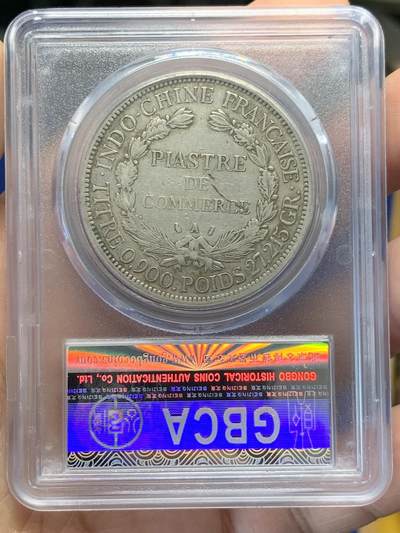 INDO-CHINE FRANÇAISE
PIASTRE
DE
COMMERCE
A
TITRE 0,900. POIDS 27,215 GR.
GONGBO HISTORICAL COINS AUTHENTICATION Co., Ltd.
GBCA